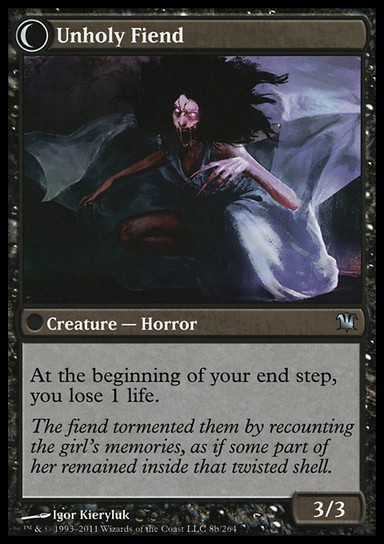 Unholy Fiend
Creature — Horror
At the beginning of your end step,
you lose 1 life.
The fiend tormented them by recounting
the girl's memories, as if some part of
her remained inside that twisted shell.
Igor Kieryluk
3/3
™ & © 1993-2011 Wizards of the Coast LLC 8b/264